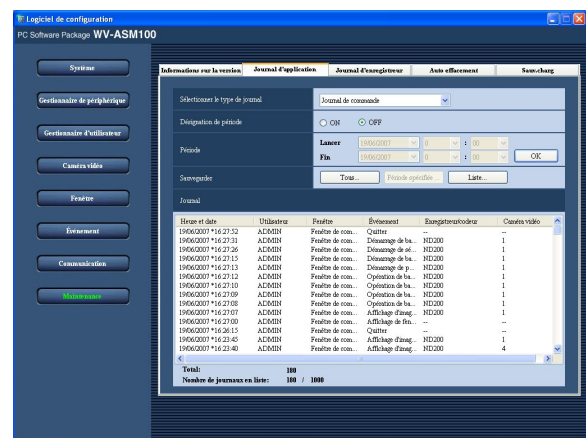 Logiciel de configuration
PC Software Package WV-ASM100
Système
Gestionnaire de périphérique
Gestionnaire d'utilisateur
Caméra vidéo
Fenêtre
Événement
Communication
Maintenance
Informations sur la version Journal d'application Journal d'enregistreur Auto effacement Sauv.charg
Sélectionner le type de journal Journal de commande
Désignation de période ON OFF
Période Lancer 19/06/2007 0 : 00
Fin 19/06/2007 0 : 00 OK
Sauvegarder Tous... Période spécifiée ... Liste...
Journal
Heure et date Utilisateur Fenêtre Événement Enregistreur/codeur Caméra vidéo
19/06/2007 *16:27:52 ADMIN Fenêtre de com... Quitter -- --
19/06/2007 *16:27:31 ADMIN Fenêtre de com... Démarrage de ba... ND200 1
19/06/2007 *16:27:26 ADMIN Fenêtre de com... Démarrage de sé... ND200 1
19/06/2007 *16:27:15 ADMIN Fenêtre de com... Démarrage de ba... ND200 1
19/06/2007 *16:27:13 ADMIN Fenêtre de com... Démarrage de p... ND200 1
19/06/2007 *16:27:12 ADMIN Fenêtre de com... Opération de ba... ND200 1
19/06/2007 *16:27:10 ADMIN Fenêtre de com... Opération de ba... ND200 1
19/06/2007 *16:27:09 ADMIN Fenêtre de com... Opération de ba... ND200 1
19/06/2007 *16:27:08 ADMIN Fenêtre de com... Opération de ba... ND200 1
19/06/2007 *16:27:07 ADMIN Fenêtre de com... Affichage d'imag... ND200 1
19/06/2007 *16:27:00 ADMIN Fenêtre de com... Affichage de fen... -- --
19/06/2007 *16:26:15 ADMIN Fenêtre de com... Quitter -- --
19/06/2007 *16:23:45 ADMIN Fenêtre de com... Affichage d'imag... ND200 1
19/06/2007 *16:23:40 ADMIN Fenêtre de com... Affichage d'imag... ND200 4
Total: 180
Nombre de journaux en liste: 180 / 1000